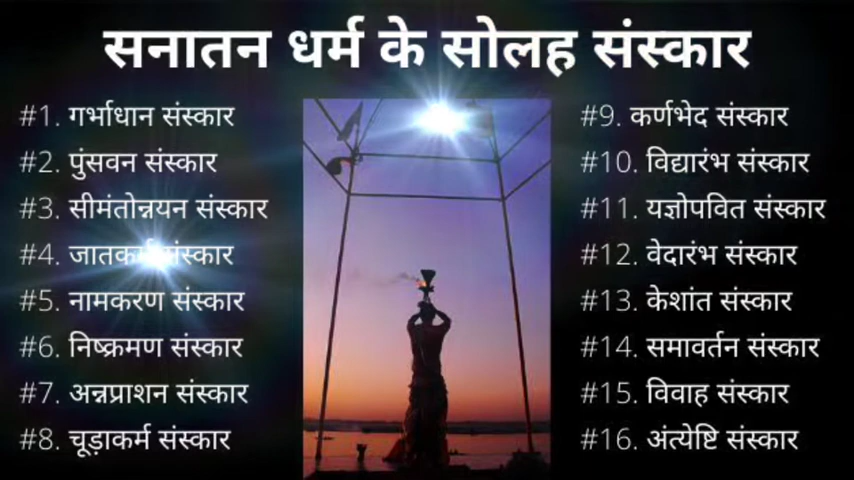 सनातन धर्म के सोलह संस्कार
#1. गर्भाधान संस्कार
#2. पुंसवन संस्कार
#3. सीमंतोन्नयन संस्कार
#4. जातकर्म संस्कार
#5. नामकरण संस्कार
#6. निष्क्रमण संस्कार
#7. अन्नप्राशन संस्कार
#8. चूड़ाकर्म संस्कार
#9. कर्णभेद संस्कार
#10. विद्यारंभ संस्कार
#11. यज्ञोपवित संस्कार
#12. वेदारंभ संस्कार
#13. केशांत संस्कार
#14. समावर्तन संस्कार
#15. विवाह संस्कार
#16. अंत्येष्टि संस्कार